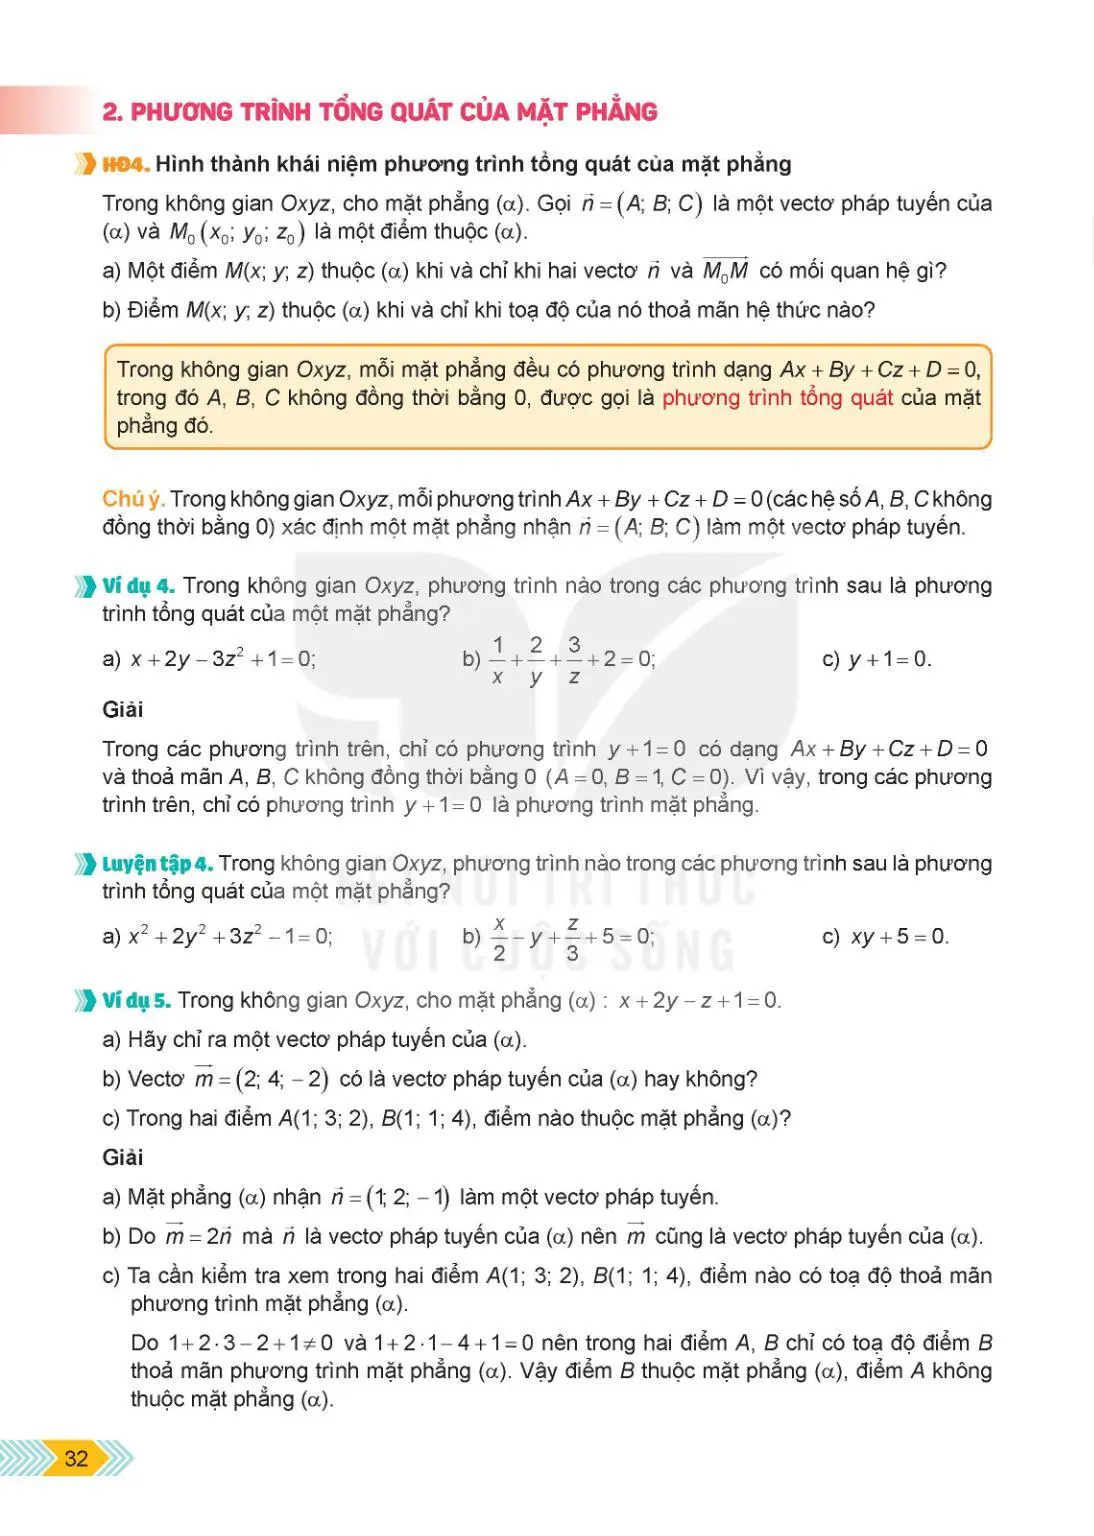 2. PHƯƠNG TRÌNH TỔNG QUÁT CỦA MẶT PHẲNG
HĐ4. Hình thành khái niệm phương trình tổng quát của mặt phẳng
Trong không gian Oxyz, cho mặt phẳng (α). Gọi n⃗ = (A; B; C) là một vectơ pháp tuyến của
(α) và M₀(x₀; y₀; z₀) là một điểm thuộc (α).
a) Một điểm M(x; y; z) thuộc (α) khi và chỉ khi hai vectơ n⃗ và M₀M⃗ có mối quan hệ gì?
b) Điểm M(x; y; z) thuộc (α) khi và chỉ khi toạ độ của nó thoả mãn hệ thức nào?
Trong không gian Oxyz, mỗi mặt phẳng đều có phương trình dạng Ax + By + Cz + D = 0,
trong đó A, B, C không đồng thời bằng 0, được gọi là phương trình tổng quát của mặt
phẳng đó.
Chú ý. Trong không gian Oxyz, mỗi phương trình Ax + By + Cz + D = 0 (các hệ số A, B, C không
đồng thời bằng 0) xác định một mặt phẳng nhận n⃗ = (A; B; C) làm một vectơ pháp tuyến.
Ví dụ 4. Trong không gian Oxyz, phương trình nào trong các phương trình sau là phương
trình tổng quát của một mặt phẳng?
a) x + 2y − 3z² + 1 = 0; b) 1/x + 2/y + 3/z + 2 = 0; c) y + 1 = 0.
Giải
Trong các phương trình trên, chỉ có phương trình y + 1 = 0 có dạng Ax + By + Cz + D = 0
và thoả mãn A, B, C không đồng thời bằng 0 (A = 0, B = 1, C = 0). Vì vậy, trong các phương
trình trên, chỉ có phương trình y + 1 = 0 là phương trình mặt phẳng.
Luyện tập 4. Trong không gian Oxyz, phương trình nào trong các phương trình sau là phương
trình tổng quát của một mặt phẳng?
a) x² + 2y² + 3z² − 1 = 0; b) x/2 − y + z/3 + 5 = 0; c) xy + 5 = 0.
KẾT NỐI TRI THỨC
VỚI CUỘC SỐNG
Ví dụ 5. Trong không gian Oxyz, cho mặt phẳng (α) : x + 2y − z + 1 = 0.
a) Hãy chỉ ra một vectơ pháp tuyến của (α).
b) Vectơ m⃗ = (2; 4; − 2) có là vectơ pháp tuyến của (α) hay không?
c) Trong hai điểm A(1; 3; 2), B(1; 1; 4), điểm nào thuộc mặt phẳng (α)?
Giải
a) Mặt phẳng (α) nhận n⃗ = (1; 2; − 1) làm một vectơ pháp tuyến.
b) Do m⃗ = 2n⃗ mà n⃗ là vectơ pháp tuyến của (α) nên m⃗ cũng là vectơ pháp tuyến của (α).
c) Ta cần kiểm tra xem trong hai điểm A(1; 3; 2), B(1; 1; 4), điểm nào có toạ độ thoả mãn
phương trình mặt phẳng (α).
Do 1 + 2 · 3 − 2 + 1 ≠ 0 và 1 + 2 · 1 − 4 + 1 = 0 nên trong hai điểm A, B chỉ có toạ độ điểm B
thoả mãn phương trình mặt phẳng (α). Vậy điểm B thuộc mặt phẳng (α), điểm A không
thuộc mặt phẳng (α).
32